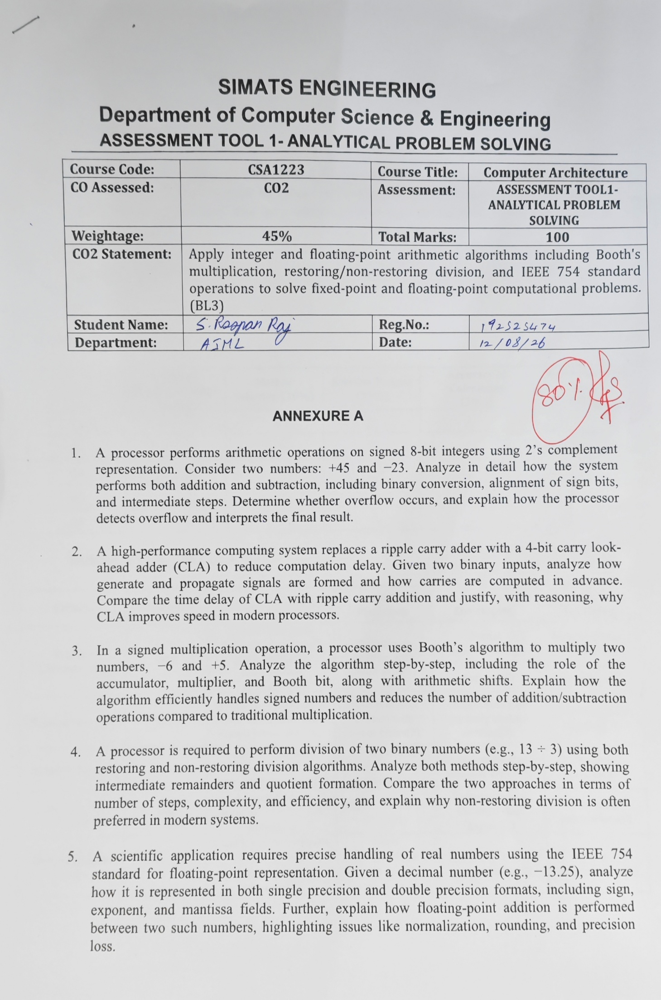 SIMATS ENGINEERING
Department of Computer Science & Engineering
ASSESSMENT TOOL 1- ANALYTICAL PROBLEM SOLVING
Course Code: CSA1223 Course Title: Computer Architecture
CO Assessed: CO2 Assessment: ASSESSMENT TOOL1-
ANALYTICAL PROBLEM
SOLVING
Weightage: 45% Total Marks: 100
CO2 Statement: Apply integer and floating-point arithmetic algorithms including Booth's
multiplication, restoring/non-restoring division, and IEEE 754 standard
operations to solve fixed-point and floating-point computational problems.
(BL3)
Student Name: S. Raj Reg.No.: 192525474
Department: AIML Date: 12/08/26
80%
ANNEXURE A
1. A processor performs arithmetic operations on signed 8-bit integers using 2’s complement
representation. Consider two numbers: +45 and −23. Analyze in detail how the system
performs both addition and subtraction, including binary conversion, alignment of sign bits,
and intermediate steps. Determine whether overflow occurs, and explain how the processor
detects overflow and interprets the final result.
2. A high-performance computing system replaces a ripple carry adder with a 4-bit carry look-
ahead adder (CLA) to reduce computation delay. Given two binary inputs, analyze how
generate and propagate signals are formed and how carries are computed in advance.
Compare the time delay of CLA with ripple carry addition and justify, with reasoning, why
CLA improves speed in modern processors.
3. In a signed multiplication operation, a processor uses Booth’s algorithm to multiply two
numbers, −6 and +5. Analyze the algorithm step-by-step, including the role of the
accumulator, multiplier, and Booth bit, along with arithmetic shifts. Explain how the
algorithm efficiently handles signed numbers and reduces the number of addition/subtraction
operations compared to traditional multiplication.
4. A processor is required to perform division of two binary numbers (e.g., 13 ÷ 3) using both
restoring and non-restoring division algorithms. Analyze both methods step-by-step, showing
intermediate remainders and quotient formation. Compare the two approaches in terms of
number of steps, complexity, and efficiency, and explain why non-restoring division is often
preferred in modern systems.
5. A scientific application requires precise handling of real numbers using the IEEE 754
standard for floating-point representation. Given a decimal number (e.g., −13.25), analyze
how it is represented in both single precision and double precision formats, including sign,
exponent, and mantissa fields. Further, explain how floating-point addition is performed
between two such numbers, highlighting issues like normalization, rounding, and precision
loss.